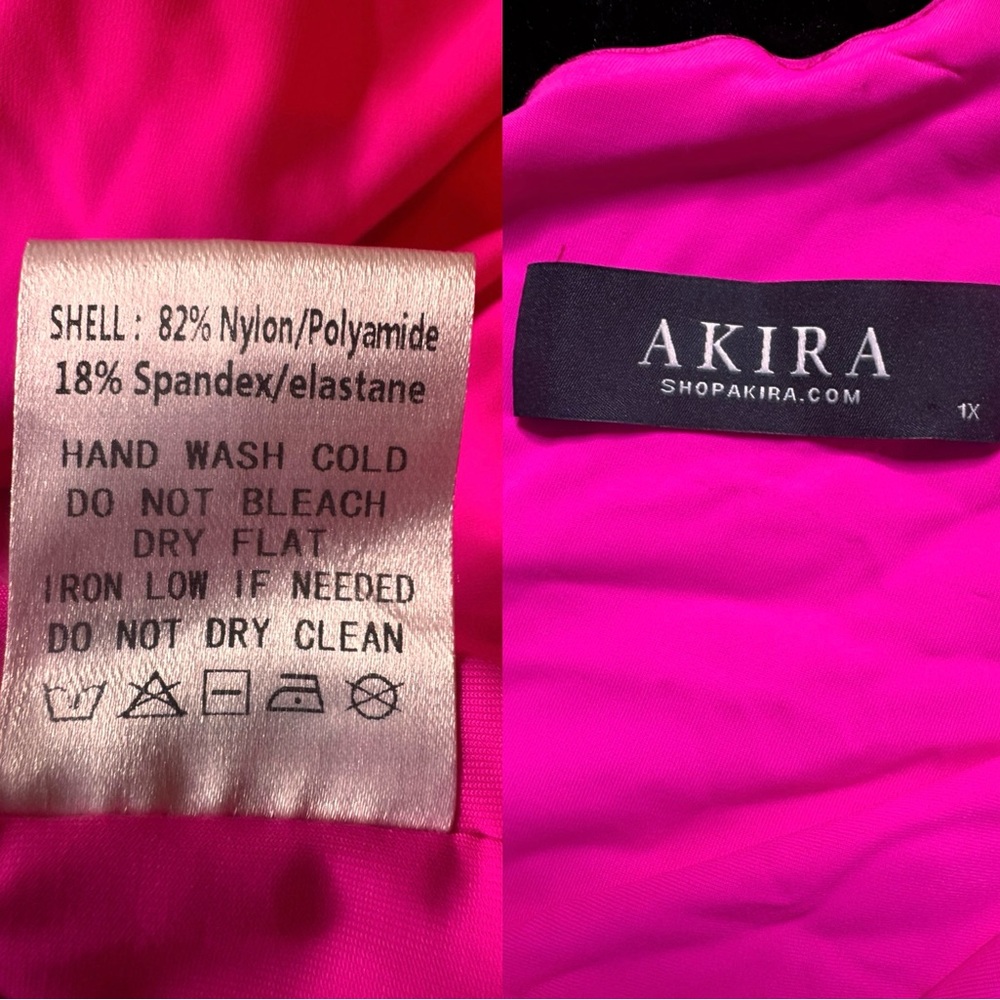 SHELL : 82% Nylon/Polyamide
18% Spandex/elastane
HAND WASH COLD
DO NOT BLEACH
DRY FLAT
IRON LOW IF NEEDED
DO NOT DRY CLEAN
AKIRA
SHOPAKIRA.COM
1X